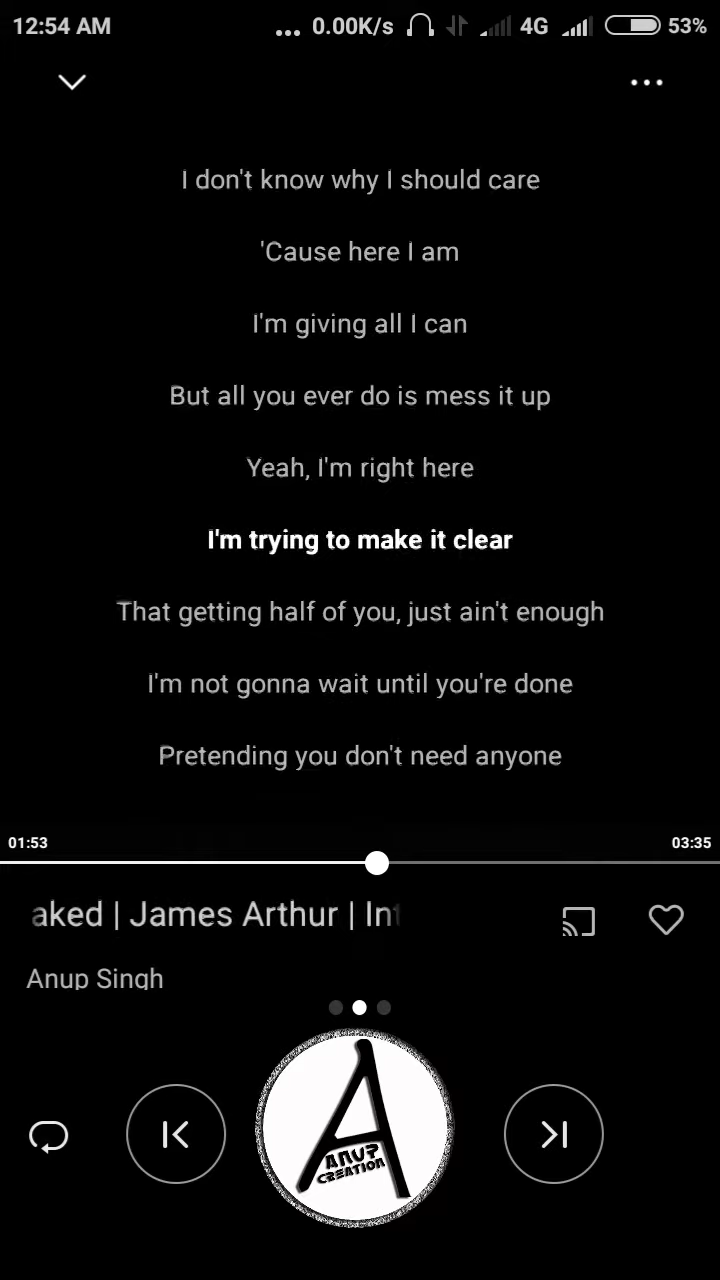 12:54 AM ... 0.00K/s 4G 53%
I don't know why I should care
'Cause here I am
I'm giving all I can
But all you ever do is mess it up
Yeah, I'm right here
I'm trying to make it clear
That getting half of you, just ain't enough
I'm not gonna wait until you're done
Pretending you don't need anyone
01:53 03:35
aked | James Arthur | Int
Anup Singh
ANUP
CREATION